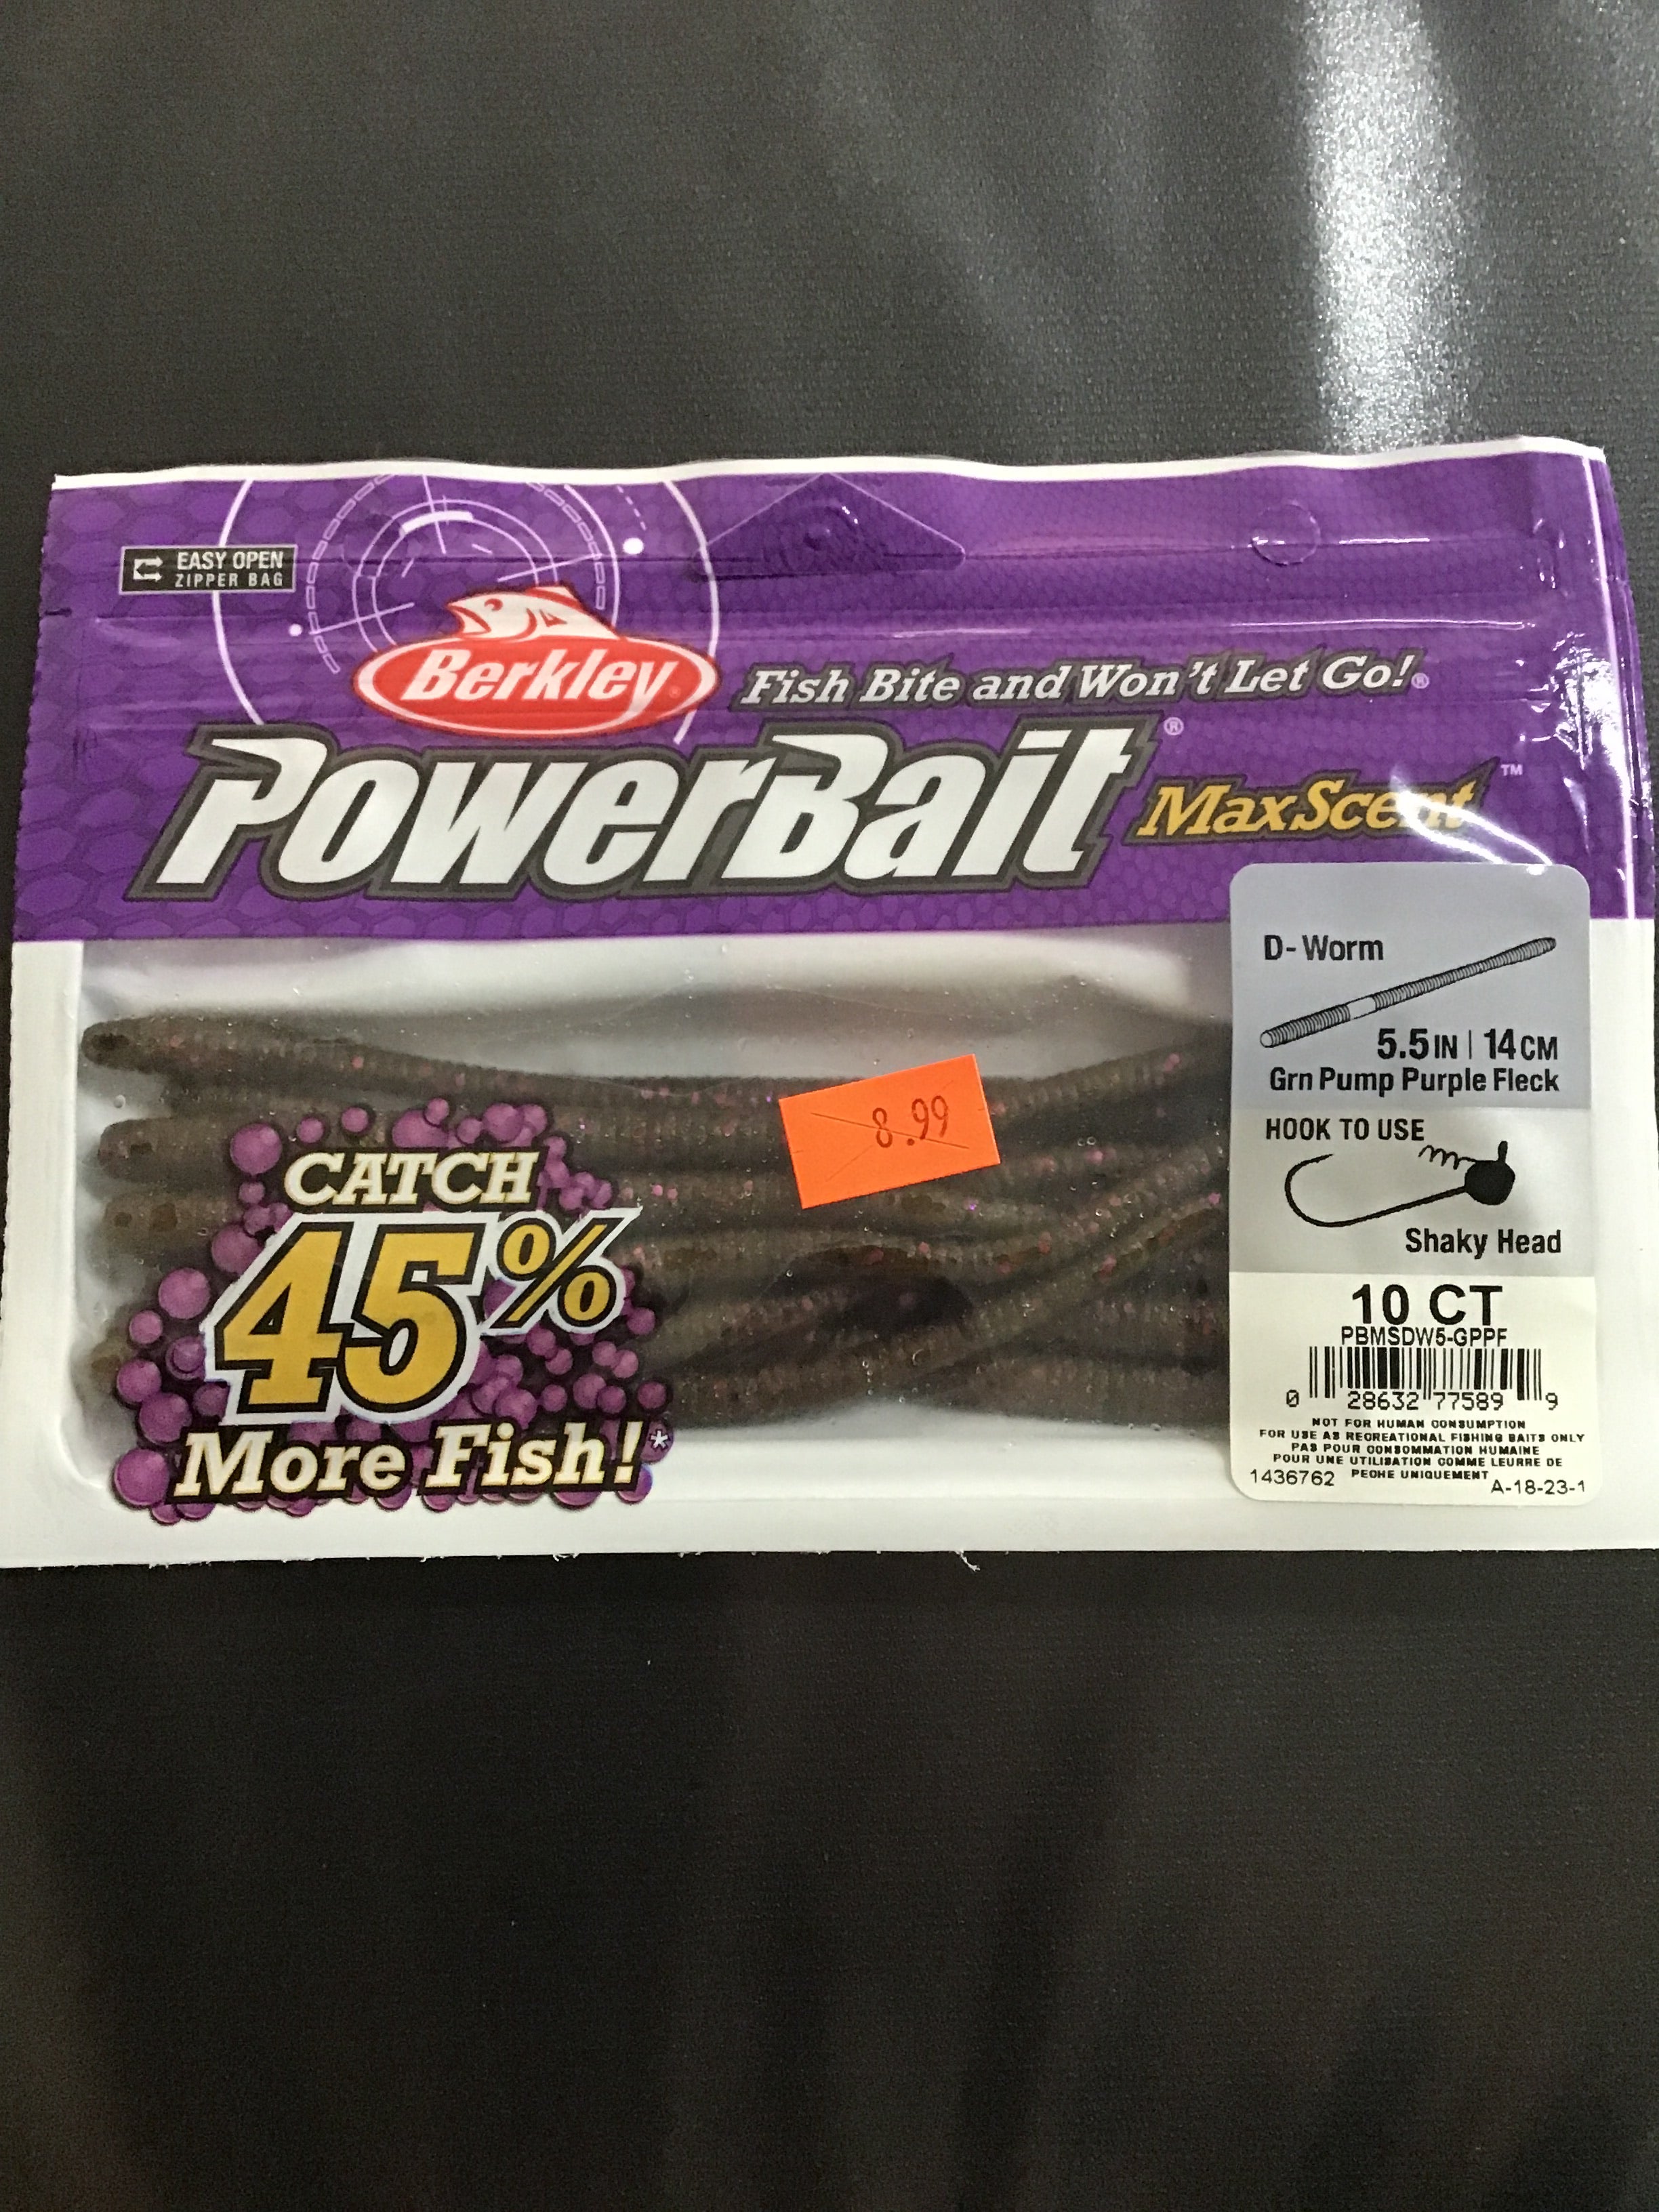 EASY OPEN
ZIPPER BAG
Berkley®
Fish Bite and Won't Let Go!®
PowerBait®
MaxScent™
D-Worm
5.5IN | 14CM
Grn Pump Purple Fleck
HOOK TO USE
Shaky Head
8.99
CATCH
45%
More Fish!*
10 CT
PBMSDW5-GPPF
0 28632 77589 9
NOT FOR HUMAN CONSUMPTION
FOR USE AS RECREATIONAL FISHING BAITS ONLY
PAS POUR CONSOMMATION HUMAINE
POUR UNE UTILISATION COMME LEURRE DE
PECHE UNIQUEMENT
1436762
A-18-23-1